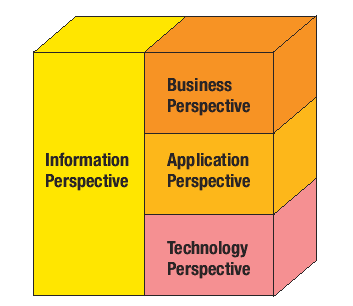 Business
Perspective
Information
Perspective
Application
Perspective
Technology
Perspective